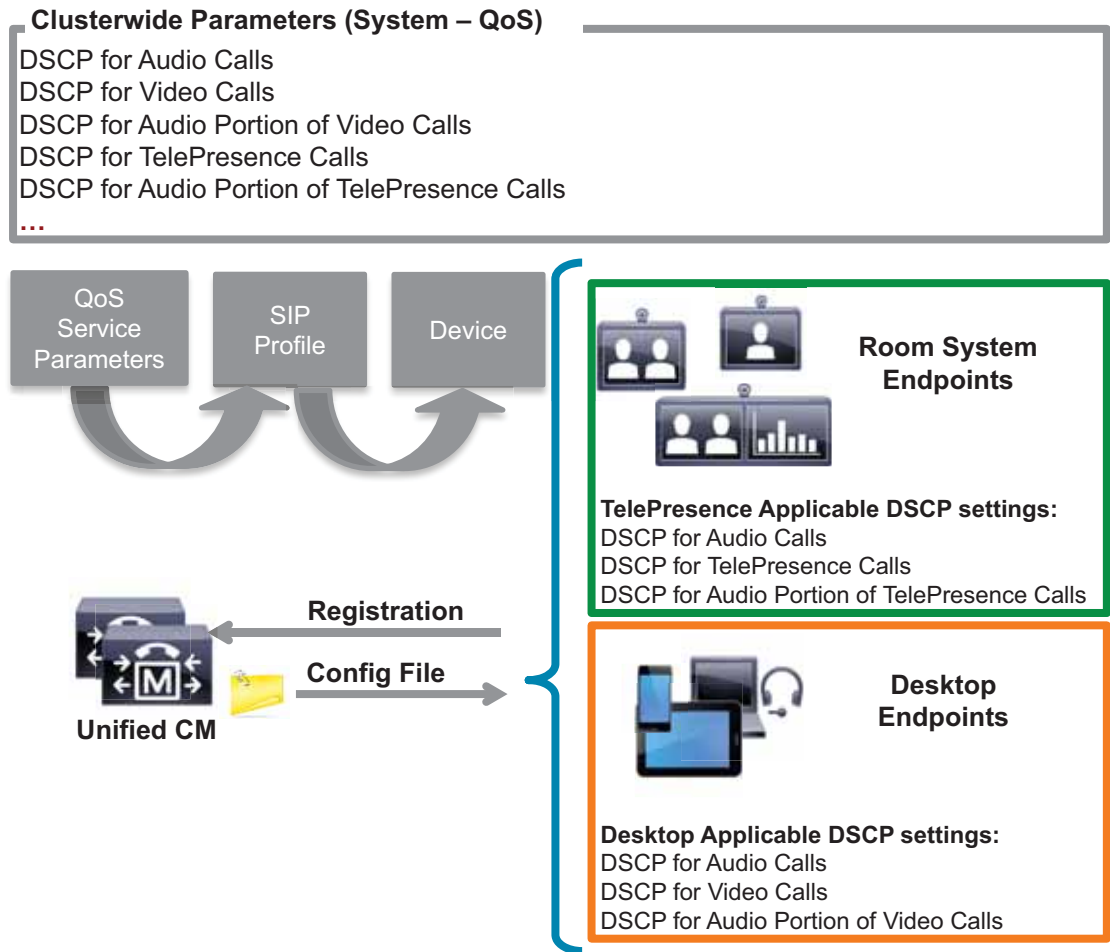 Clusterwide Parameters (System – QoS)
DSCP for Audio Calls
DSCP for Video Calls
DSCP for Audio Portion of Video Calls
DSCP for TelePresence Calls
DSCP for Audio Portion of TelePresence Calls
...
QoS
Service
Parameters
SIP
Profile
Device
Room System
Endpoints
TelePresence Applicable DSCP settings:
DSCP for Audio Calls
DSCP for TelePresence Calls
DSCP for Audio Portion of TelePresence Calls
Registration
Config File
M
Unified CM
Desktop
Endpoints
Desktop Applicable DSCP settings:
DSCP for Audio Calls
DSCP for Video Calls
DSCP for Audio Portion of Video Calls